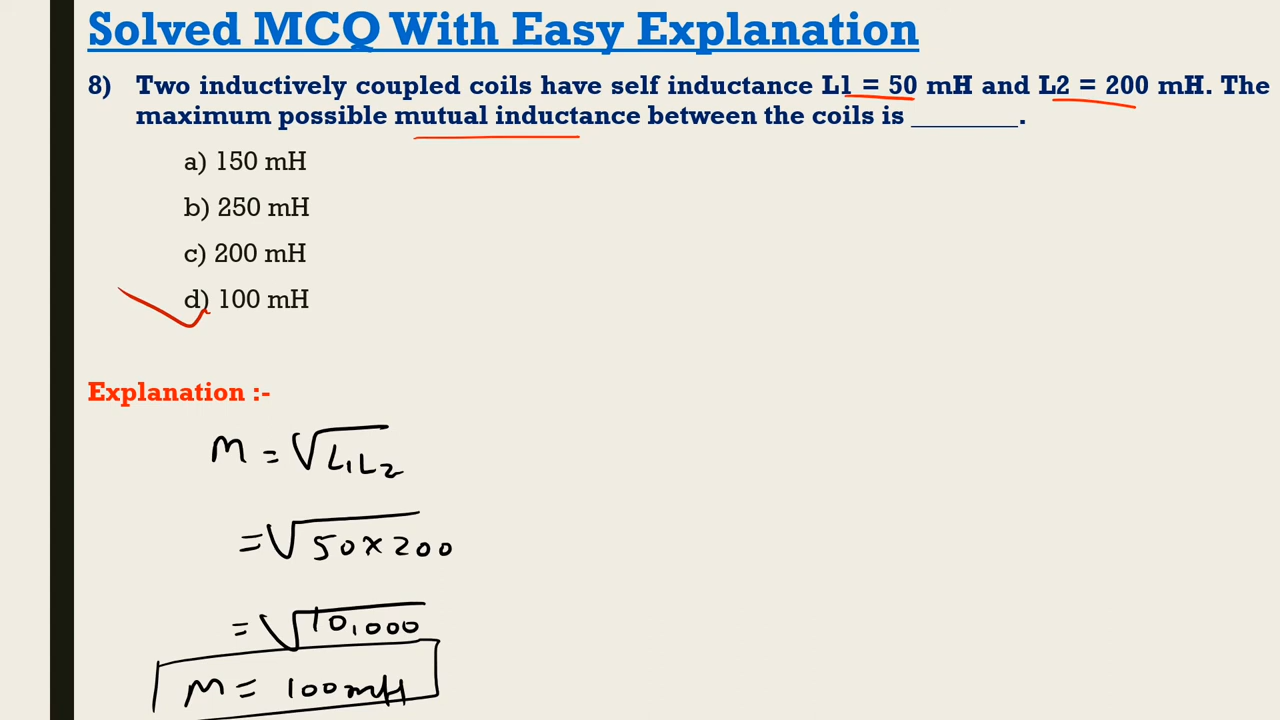 Solved MCQ With Easy Explanation
8) Two inductively coupled coils have self inductance L1 = 50 mH and L2 = 200 mH. The
maximum possible mutual inductance between the coils is ________.
a) 150 mH
b) 250 mH
c) 200 mH
d) 100 mH
Explanation :-
M = √L₁L₂
= √50×200
= √10,000
M = 100mH